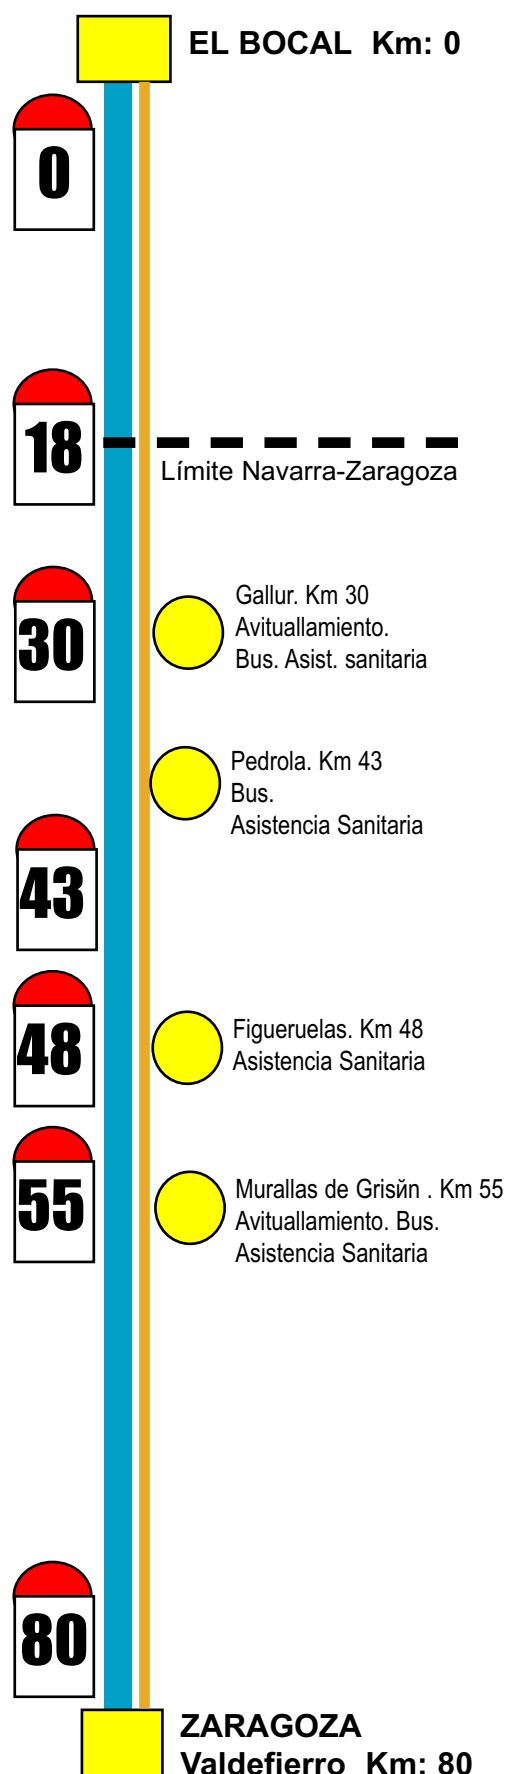 EL BOCAL Km: 0
0
18
Límite Navarra-Zaragoza
30
Gallur. Km 30
Avituallamiento.
Bus. Asist. sanitaria
Pedrola. Km 43
Bus.
Asistencia Sanitaria
43
48
Figueruelas. Km 48
Asistencia Sanitaria
55
Murallas de Grisйn . Km 55
Avituallamiento. Bus.
Asistencia Sanitaria
80
ZARAGOZA
Valdefierro Km: 80